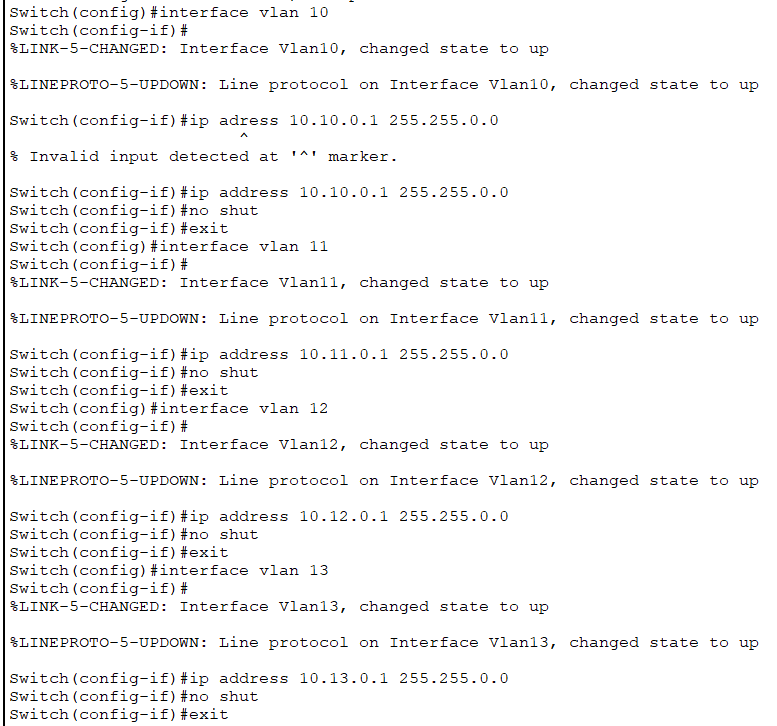 Switch(config)#interface vlan 10
Switch(config-if)#
%LINK-5-CHANGED: Interface Vlan10, changed state to up
%LINEPROTO-5-UPDOWN: Line protocol on Interface Vlan10, changed state to up
Switch(config-if)#ip adress 10.10.0.1 255.255.0.0
^
% Invalid input detected at '^' marker.
Switch(config-if)#ip address 10.10.0.1 255.255.0.0
Switch(config-if)#no shut
Switch(config-if)#exit
Switch(config)#interface vlan 11
Switch(config-if)#
%LINK-5-CHANGED: Interface Vlan11, changed state to up
%LINEPROTO-5-UPDOWN: Line protocol on Interface Vlan11, changed state to up
Switch(config-if)#ip address 10.11.0.1 255.255.0.0
Switch(config-if)#no shut
Switch(config-if)#exit
Switch(config)#interface vlan 12
Switch(config-if)#
%LINK-5-CHANGED: Interface Vlan12, changed state to up
%LINEPROTO-5-UPDOWN: Line protocol on Interface Vlan12, changed state to up
Switch(config-if)#ip address 10.12.0.1 255.255.0.0
Switch(config-if)#no shut
Switch(config-if)#exit
Switch(config)#interface vlan 13
Switch(config-if)#
%LINK-5-CHANGED: Interface Vlan13, changed state to up
%LINEPROTO-5-UPDOWN: Line protocol on Interface Vlan13, changed state to up
Switch(config-if)#ip address 10.13.0.1 255.255.0.0
Switch(config-if)#no shut
Switch(config-if)#exit